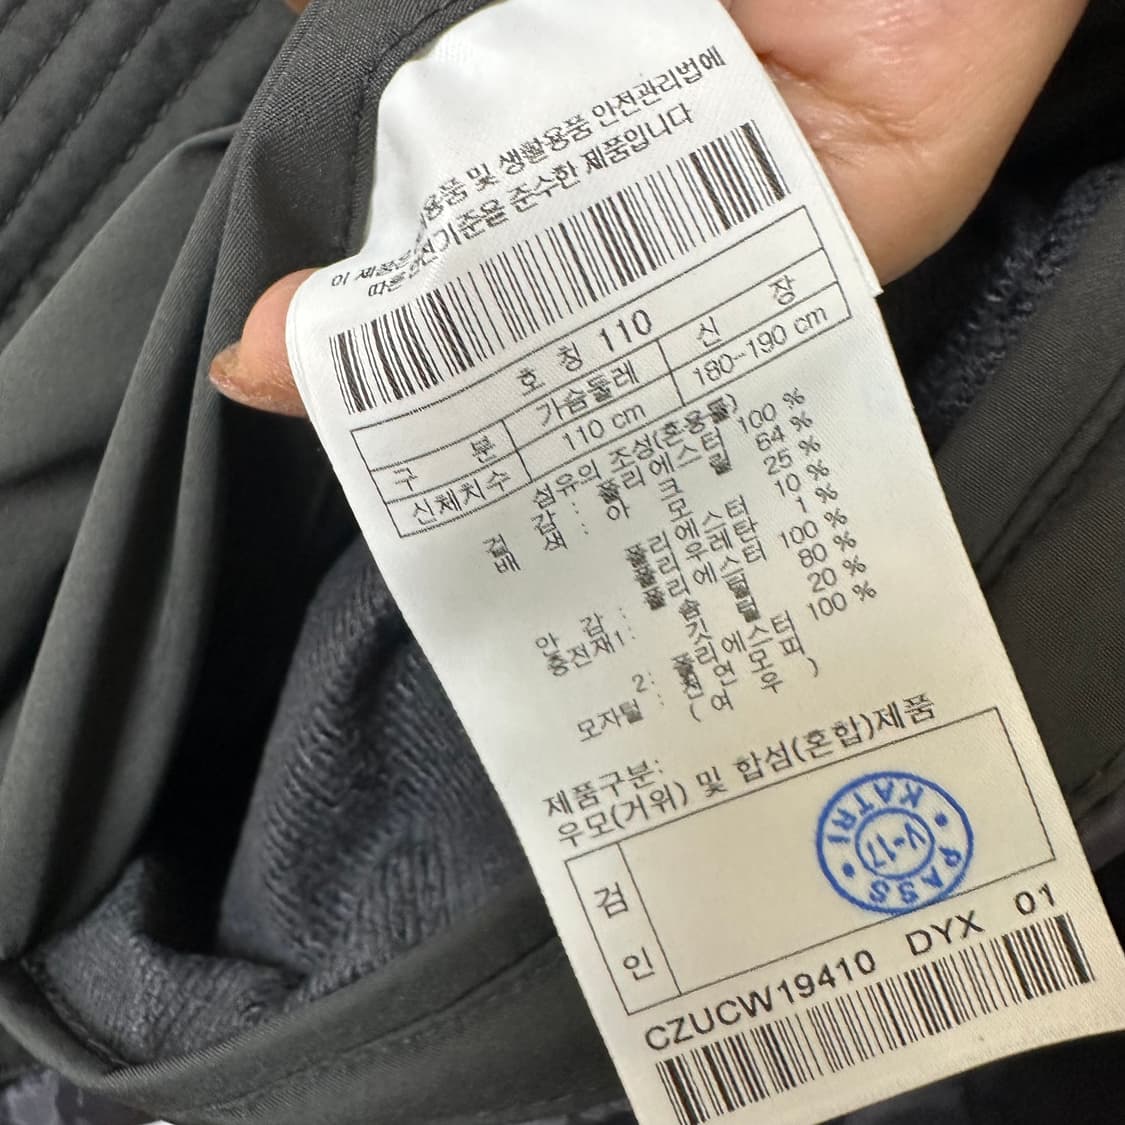 이 제품은 용품 및 생활용품 안전관리법에
따른 안전기준을 준수한 제품입니다
호 칭 110
구 분 가슴둘레 신 장
신체치수 110 cm 180-190 cm
섬유의 조성(혼용률)
겉 감 : 폴리에스터 100 %
배 색 : 아크릴 64 %
모 25 %
폴리에스터 10 %
폴리우레탄 1 %
안 감 : 폴리에스터 100 %
충전재1: 솜털 80 %
깃털 20 %
2: 폴리에스터 100 %
모자털 : 천연모피
(여우)
제품구분:
우모(거위) 및 합섬(혼합)제품
검
인
KATRI
V-17
PASS
CZUCW19410 DYX 01